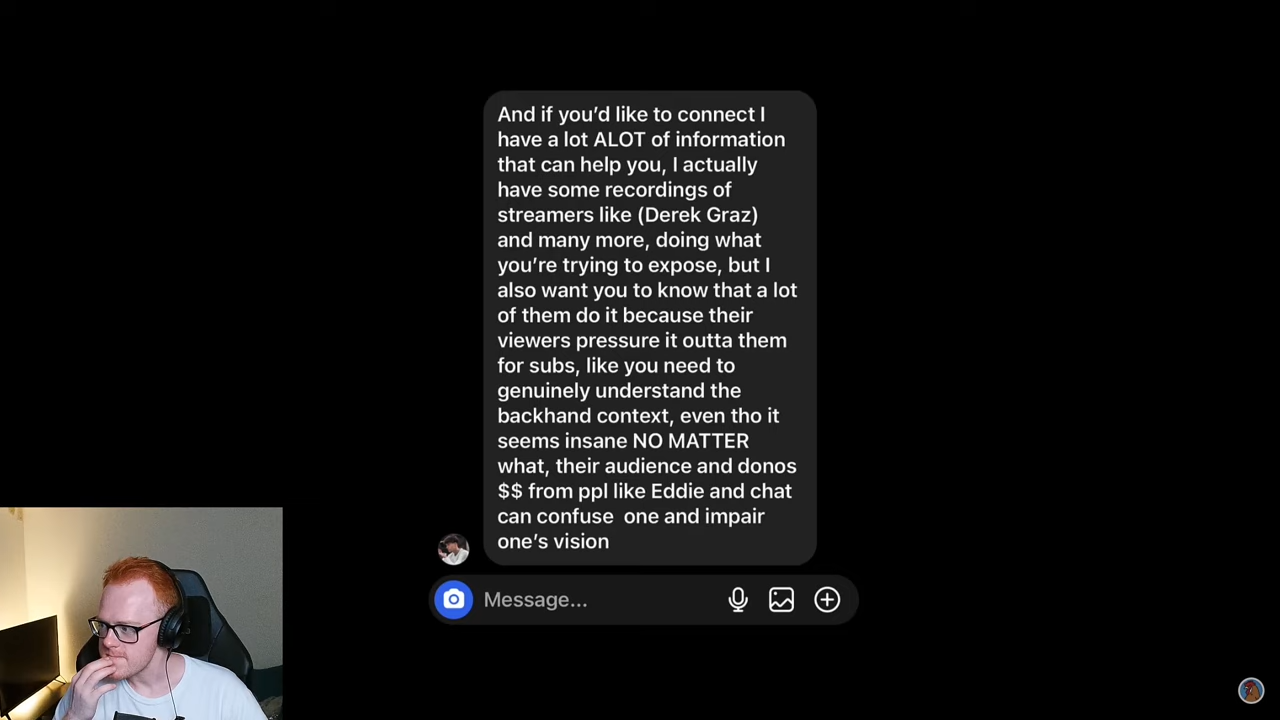 And if you’d like to connect I
have a lot ALOT of information
that can help you, I actually
have some recordings of
streamers like (Derek Graz)
and many more, doing what
you’re trying to expose, but I
also want you to know that a lot
of them do it because their
viewers pressure it outta them
for subs, like you need to
genuinely understand the
backhand context, even tho it
seems insane NO MATTER
what, their audience and donos
$$ from ppl like Eddie and chat
can confuse  one and impair
one’s vision
Message...